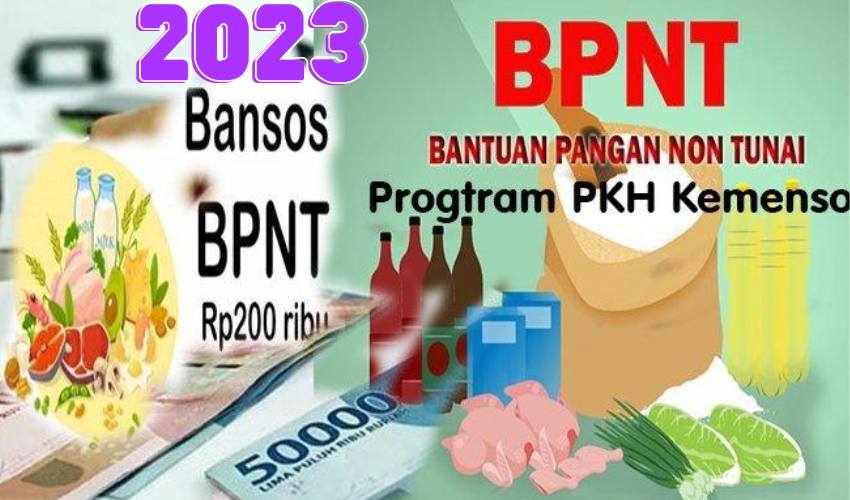 2023
Bansos
BPNT
Rp200 ribu
50000
LIMA PULUH RIBU RUPIAH
BPNT
BANTUAN PANGAN NON TUNAI
Progtram PKH Kemenso